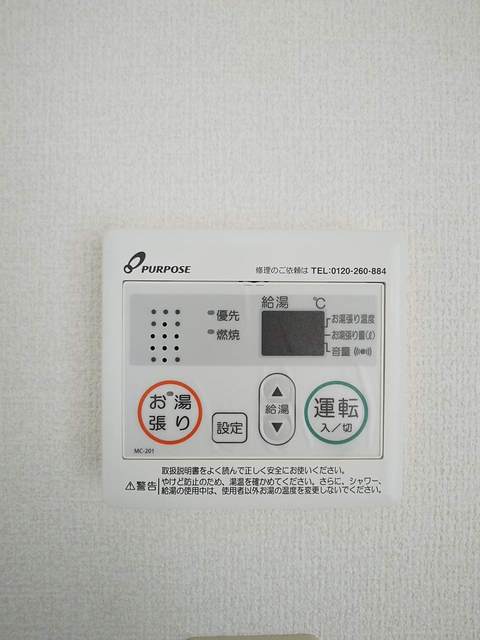 PURPOSE
修理のご依頼は TEL:0120-260-884
給湯 ℃
優先
燃焼
お湯張り温度
お湯張り量(ℓ)
音量
お湯
張り
設定
給湯
運転
入／切
MC-201
取扱説明書をよく読んで正しく安全にお使いください。
警告 やけど防止のため、湯温を確かめてください。さらに、シャワー、
給湯の使用中は、使用者以外お湯の温度を変更しないでください。